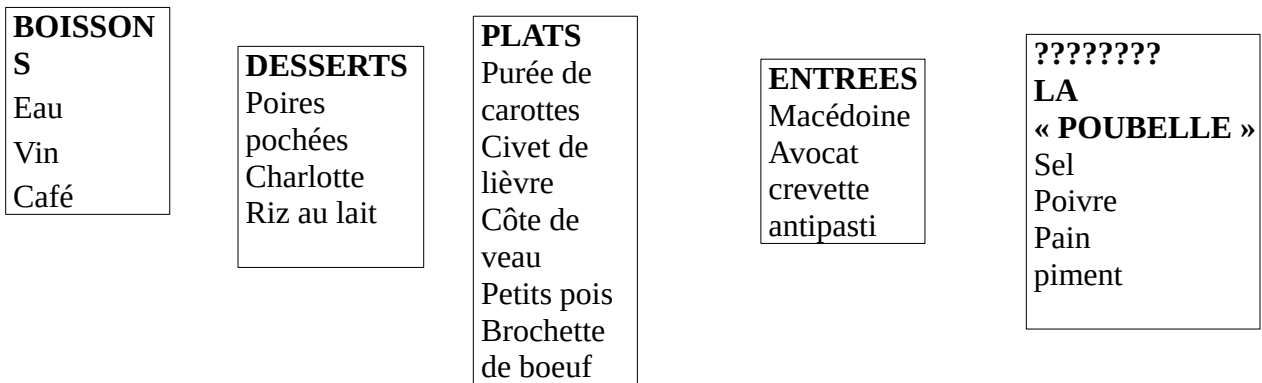 BOISSON
S
Eau
Vin
Café
DESSERTS
Poires
pochées
Charlotte
Riz au lait
PLATS
Purée de
carottes
Civet de
lièvre
Côte de
veau
Petits pois
Brochette
de boeuf
ENTREES
Macédoine
Avocat
crevette
antipasti
????????
LA
« POUBELLE »
Sel
Poivre
Pain
piment